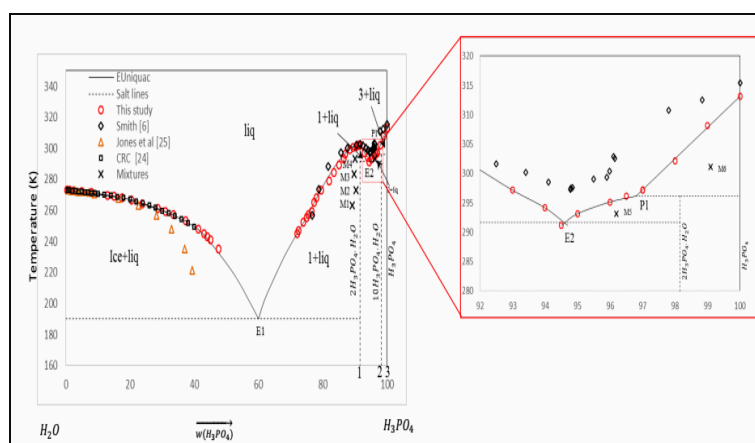 340
320
300
280
260
240
220
200
180
160
Temperature (K)
EUniquac
Salt lines
This study
Smith [6]
Jones et al [25]
CRC [24]
Mixtures
liq
3+liq
1+liq
P1
E2
M4
M3
M2
M1
Ice+liq
1+liq
E1
2H₃PO₄.H₂O
10H₃PO₄.H₂O
H₃PO₄
0
20
40
60
80
100
1
2
3
H₂O
w(H₃PO₄)
H₃PO₄
320
315
310
305
300
295
290
285
280
M6
M5
P1
E2
2H₃PO₄.H₂O
H₃PO₄
92
93
94
95
96
97
98
99
100